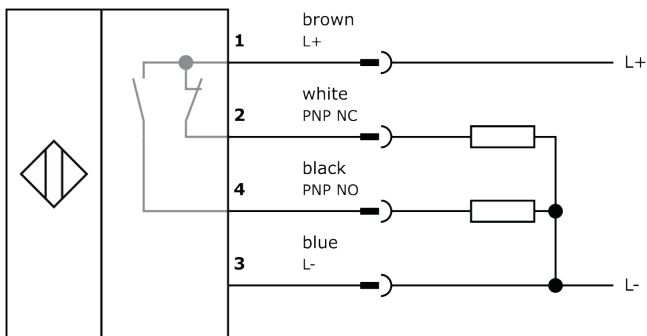 brown
1 L+ L+
white
2 PNP NC
black
4 PNP NO
blue
3 L- L-